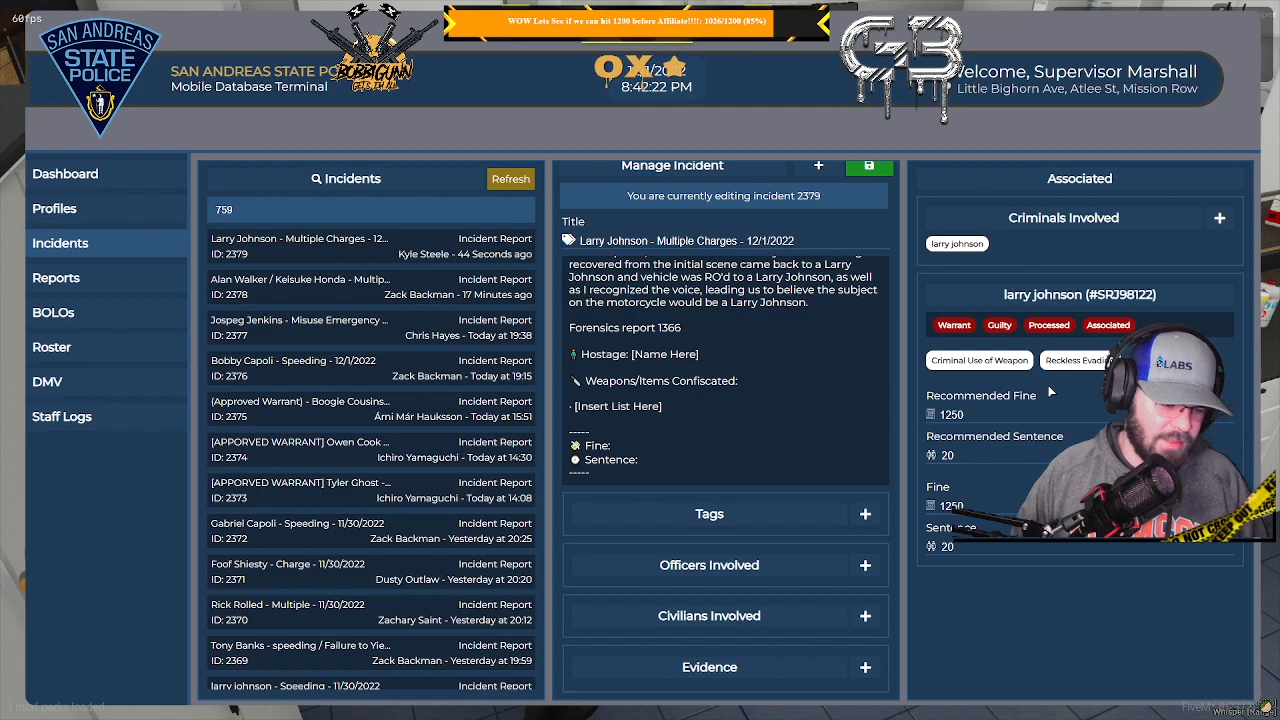 60fps
WOW Lets See if we can hit 1200 before Affiliate!!!!: 1026/1200 (85%)
SAN ANDREAS
STATE
POLICE
SAN ANDREAS STATE PO
Mobile Database Terminal
BOBBIGUNN
8:42:22 PM
Welcome, Supervisor Marshall
Little Bighorn Ave, Atlee St, Mission Row
Dashboard
Profiles
Incidents
Reports
BOLOs
Roster
DMV
Staff Logs
Incidents
Refresh
759
Larry Johnson - Multiple Charges - 12... Incident Report
ID: 2379 Kyle Steele - 44 Seconds ago
Alan Walker / Keisuke Honda - Multip... Incident Report
ID: 2378 Zack Backman - 17 Minutes ago
Jospeg Jenkins - Misuse Emergency ... Incident Report
ID: 2377 Chris Hayes - Today at 19:38
Bobby Capoli - Speeding - 12/1/2022 Incident Report
ID: 2376 Zack Backman - Today at 19:15
(Approved Warrant) - Boogie Cousins... Incident Report
ID: 2375 Árni Már Hauksson - Today at 15:51
[APPORVED WARRANT] Owen Cook ... Incident Report
ID: 2374 Ichiro Yamaguchi - Today at 14:30
[APPORVED WARRANT] Tyler Ghost -... Incident Report
ID: 2373 Ichiro Yamaguchi - Today at 14:08
Gabriel Capoli - Speeding - 11/30/2022 Incident Report
ID: 2372 Zack Backman - Yesterday at 20:25
Foof Shiesty - Charge - 11/30/2022 Incident Report
ID: 2371 Dusty Outlaw - Yesterday at 20:20
Rick Rolled - Multiple - 11/30/2022 Incident Report
ID: 2370 Zachary Saint - Yesterday at 20:12
Tony Banks - speeding / Failure to Yie... Incident Report
ID: 2369 Zack Backman - Yesterday at 19:59
larry johnson - Speeding - 11/30/2022 Incident Report
Manage Incident
You are currently editing incident 2379
Title
Larry Johnson - Multiple Charges - 12/1/2022
recovered from the initial scene came back to a Larry
Johnson and vehicle was RO'd to a Larry Johnson, as well
as I recognized the voice, leading us to believe the subject
on the motorcycle would be a Larry Johnson.
Forensics report 1366
Hostage: [Name Here]
Weapons/Items Confiscated:
· [Insert List Here]
-----
Fine:
Sentence:
-----
Tags
Officers Involved
Civilians Involved
Evidence
Associated
Criminals Involved
larry johnson
larry johnson (#SRJ98122)
Warrant Guilty Processed Associated
Criminal Use of Weapon Reckless Evadi
Recommended Fine
1250
Recommended Sentence
20
Fine
1250
Sentence
20
LABS
3 mod packs loaded